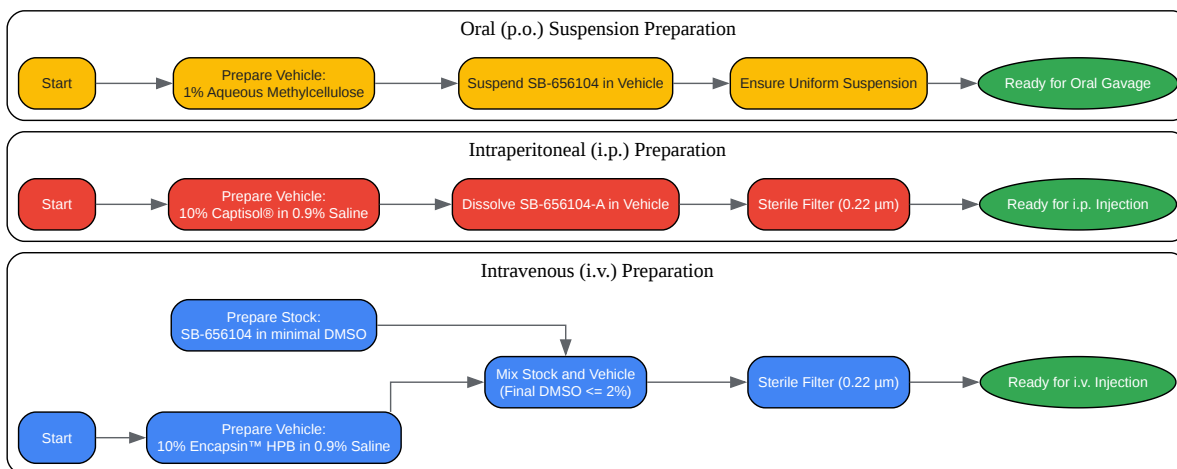 Oral (p.o.) Suspension Preparation
Start
Prepare Vehicle:
1% Aqueous Methylcellulose
Suspend SB-656104 in Vehicle
Ensure Uniform Suspension
Ready for Oral Gavage
Intraperitoneal (i.p.) Preparation
Start
Prepare Vehicle:
10% Captisol® in 0.9% Saline
Dissolve SB-656104-A in Vehicle
Sterile Filter (0.22 µm)
Ready for i.p. Injection
Intravenous (i.v.) Preparation
Prepare Stock:
SB-656104 in minimal DMSO
Start
Prepare Vehicle:
10% Encapsin™ HPB in 0.9% Saline
Mix Stock and Vehicle
(Final DMSO <= 2%)
Sterile Filter (0.22 µm)
Ready for i.v. Injection